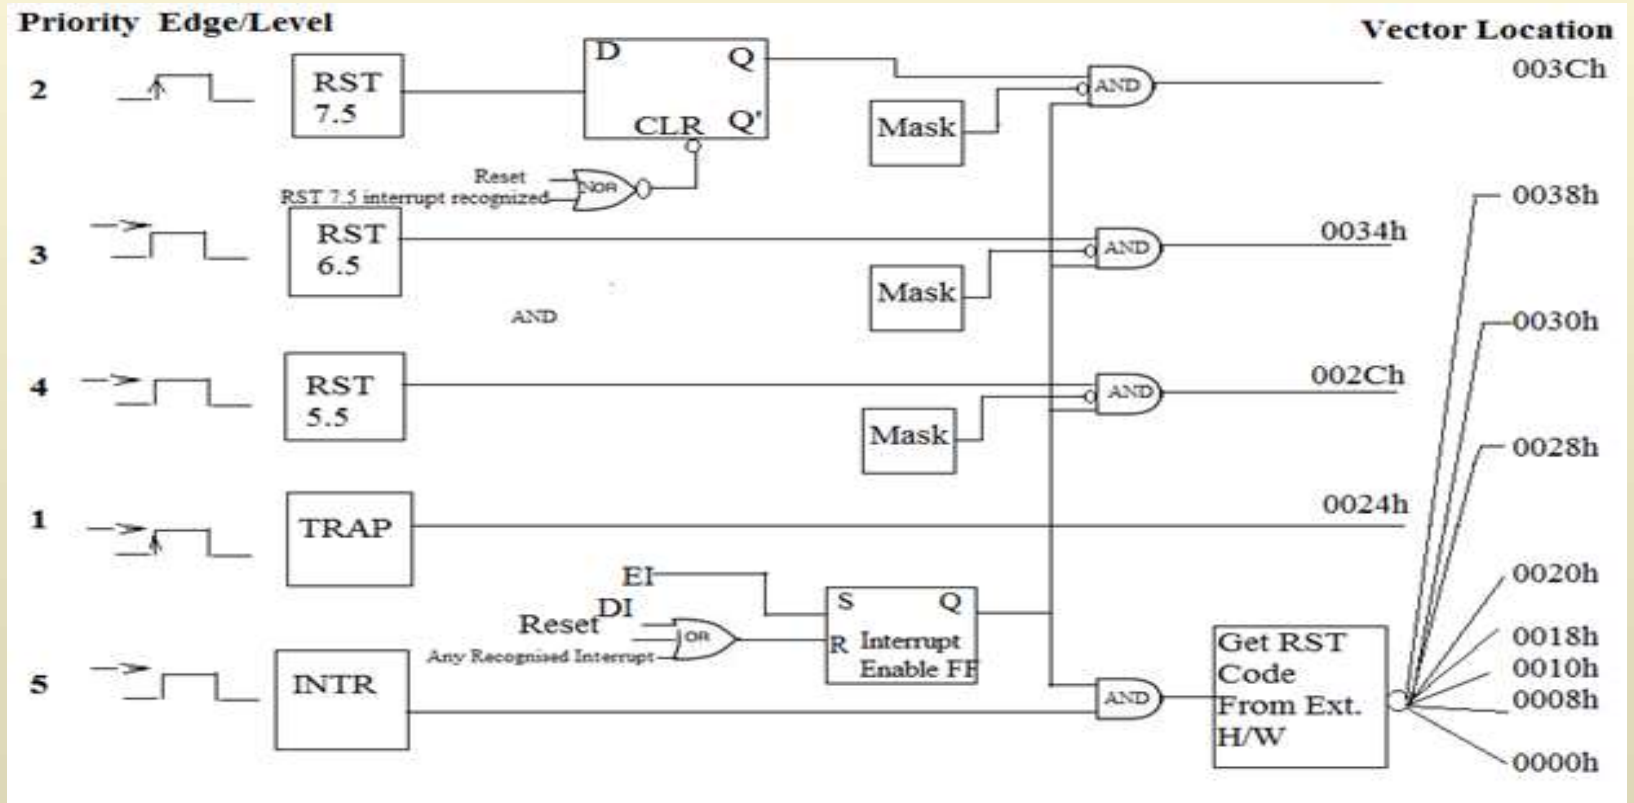 Priority Edge/Level
Vector Location
2
RST
7.5
D
Q
CLR
Q'
Mask
AND
003Ch
Reset
RST 7.5 interrupt recognized
NOR
0038h
3
RST
6.5
Mask
AND
0034h
AND
0030h
4
RST
5.5
Mask
AND
002Ch
0028h
1
TRAP
0024h
EI
DI
Reset
Any Recognised Interrupt
OR
S
Q
R
Interrupt
Enable FF
0020h
0018h
0010h
0008h
0000h
5
INTR
AND
Get RST
Code
From Ext.
H/W